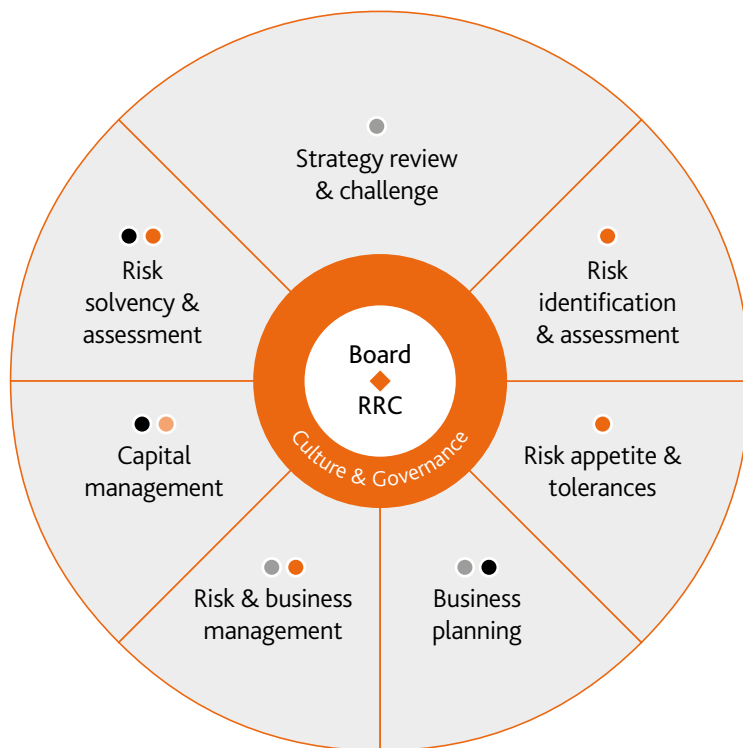 Strategy review
& challenge
Risk
identification
& assessment
Risk appetite &
tolerances
Business
planning
Risk & business
management
Capital
management
Risk
solvency &
assessment
Board
RRC
Culture & Governance